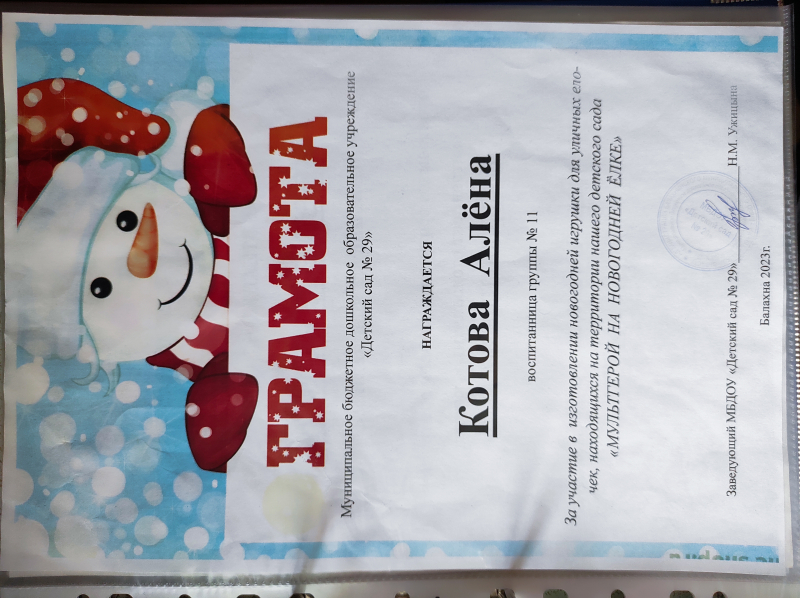 ГРАМОТА
Муниципальное бюджетное дошкольное образовательное учреждение
«Детский сад № 29»
НАГРАЖДАЕТСЯ
Котова Алёна
воспитанница группы № 11
За участие в изготовлении новогодней игрушки для уличных ело-
чек, находящихся на территории нашего детского сада
«МУЛЬТГЕРОЙ НА НОВОГОДНЕЙ ЁЛКЕ»
Заведующий МБДОУ «Детский сад № 29» Н.М. Ужицына
Балахна 2023г.